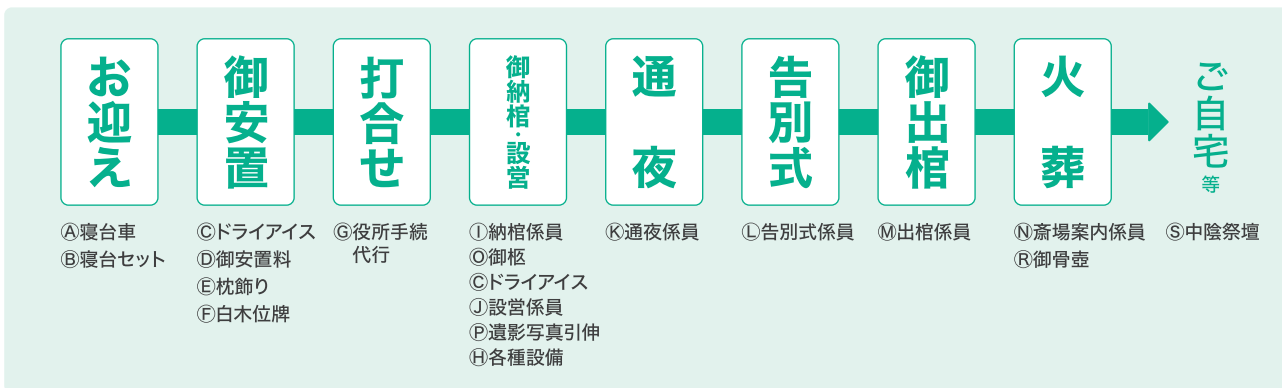 お迎え
御安置
打合せ
御納棺・設営
通夜
告別式
御出棺
火葬
ご自宅等
Ⓐ寝台車
Ⓑ寝台セット
Ⓒドライアイス
Ⓓ御安置料
Ⓔ枕飾り
Ⓕ白木位牌
Ⓖ役所手続
代行
Ⓘ納棺係員
Ⓞ御柩
Ⓒドライアイス
Ⓙ設営係員
Ⓟ遺影写真引伸
Ⓗ各種設備
Ⓚ通夜係員
Ⓛ告別式係員
Ⓜ出棺係員
Ⓝ斎場案内係員
Ⓡ御骨壺
Ⓢ中陰祭壇